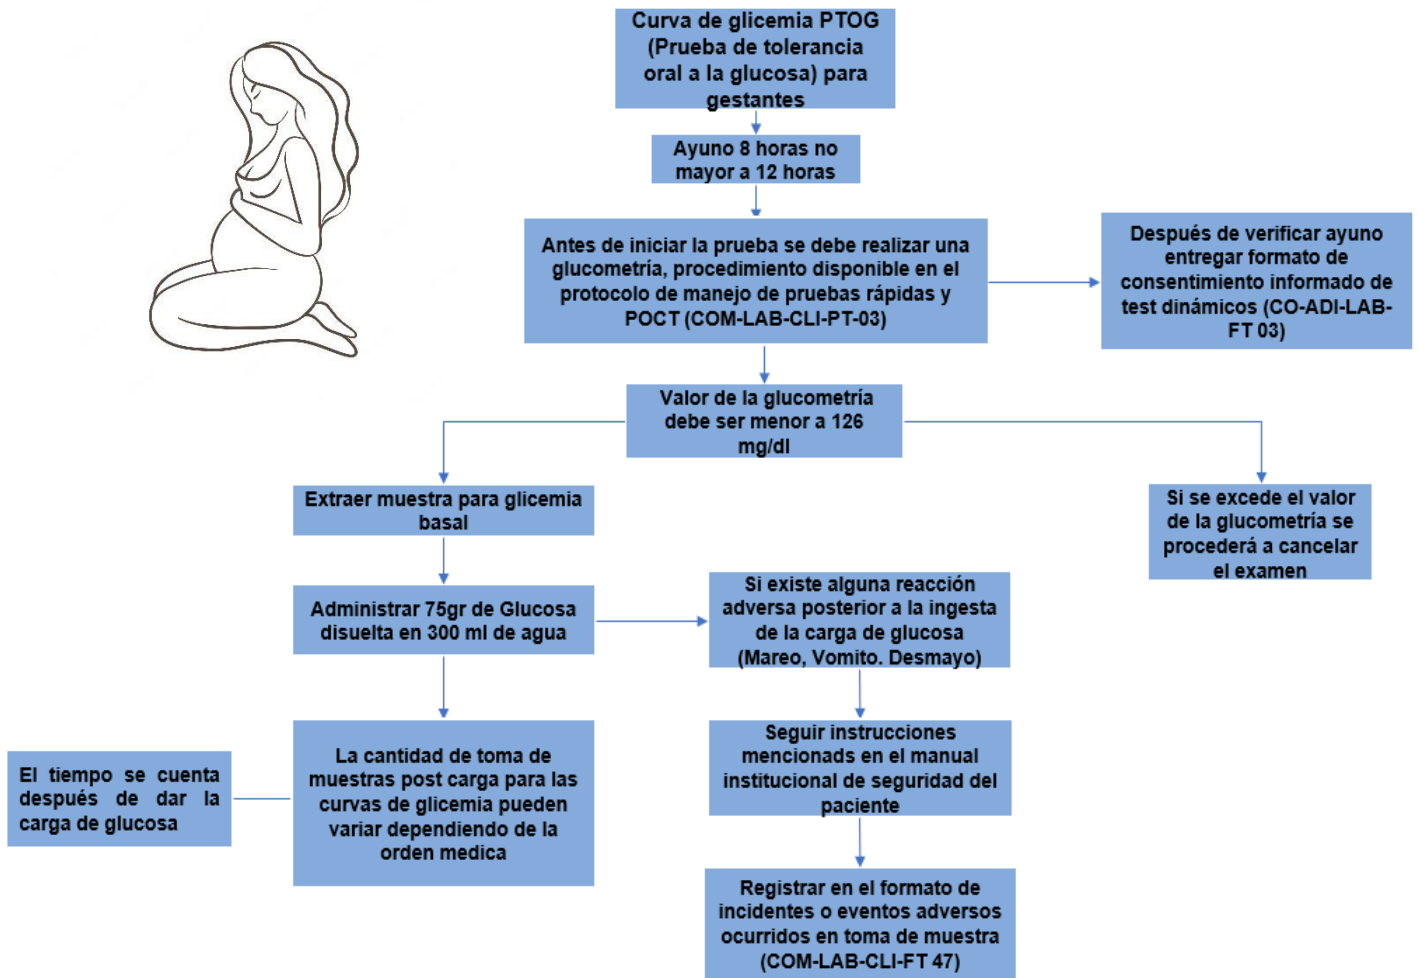 Curva de glicemia PTOG
(Prueba de tolerancia
oral a la glucosa) para
gestantes
Ayuno 8 horas no
mayor a 12 horas
Antes de iniciar la prueba se debe realizar una
glucometría, procedimiento disponible en el
protocolo de manejo de pruebas rápidas y
POCT (COM-LAB-CLI-PT-03)
Después de verificar ayuno
entregar formato de
consentimiento informado de
test dinámicos (CO-ADI-LAB-
FT 03)
Valor de la glucometría
debe ser menor a 126
mg/dl
Extraer muestra para glicemia
basal
Si se excede el valor
de la glucometría se
procederá a cancelar
el examen
Administrar 75gr de Glucosa
disuelta en 300 ml de agua
Si existe alguna reacción
adversa posterior a la ingesta
de la carga de glucosa
(Mareo, Vomito. Desmayo)
La cantidad de toma de
muestras post carga para las
curvas de glicemia pueden
variar dependiendo de la
orden medica
El tiempo se cuenta
después de dar la
carga de glucosa
Seguir instrucciones
mencionads en el manual
institucional de seguridad del
paciente
Registrar en el formato de
incidentes o eventos adversos
ocurridos en toma de muestra
(COM-LAB-CLI-FT 47)